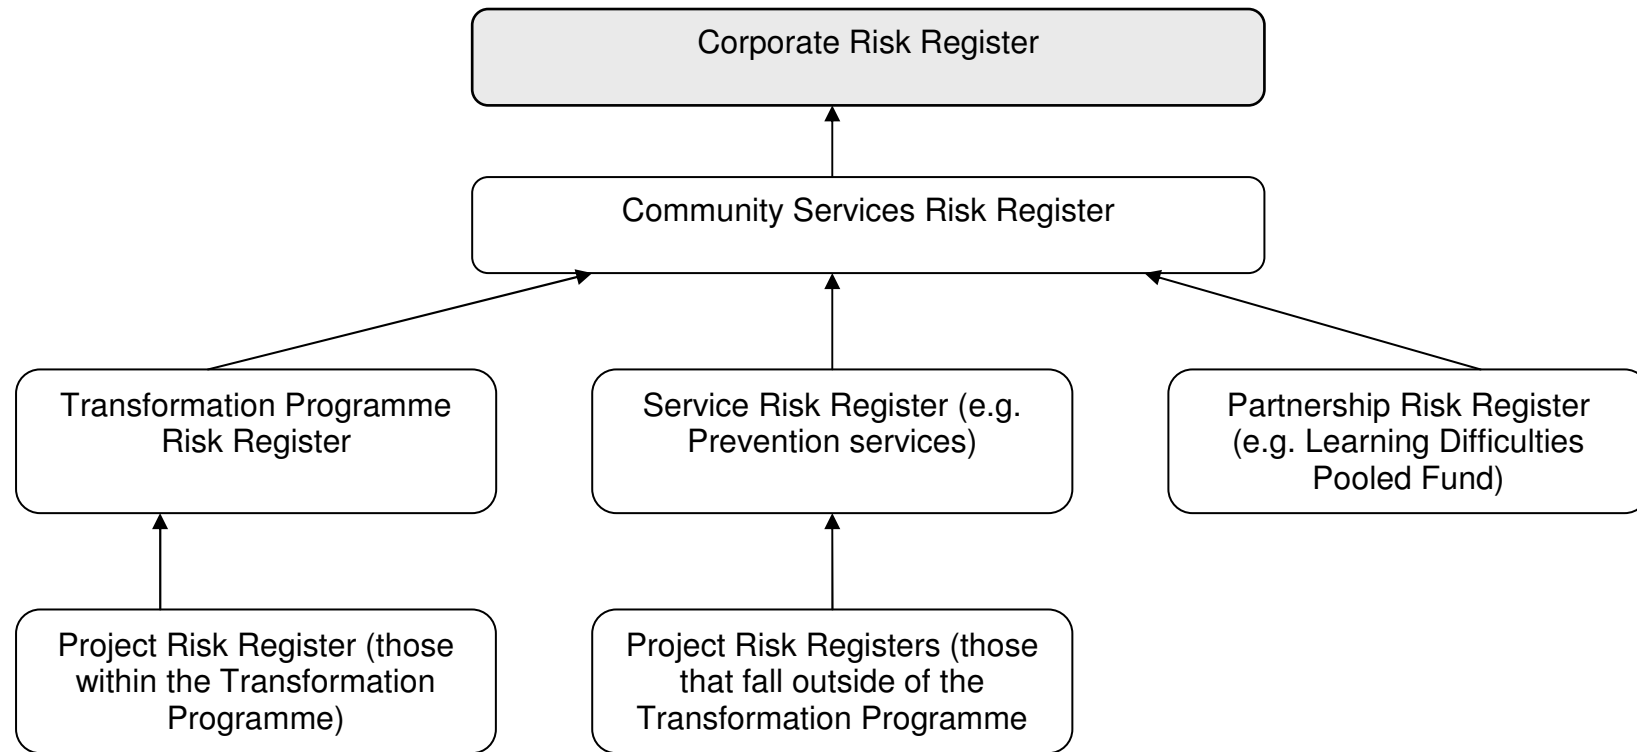 Corporate Risk Register
Community Services Risk Register
Transformation Programme
Risk Register
Service Risk Register (e.g.
Prevention services)
Partnership Risk Register
(e.g. Learning Difficulties
Pooled Fund)
Project Risk Register (those
within the Transformation
Programme)
Project Risk Registers (those
that fall outside of the
Transformation Programme